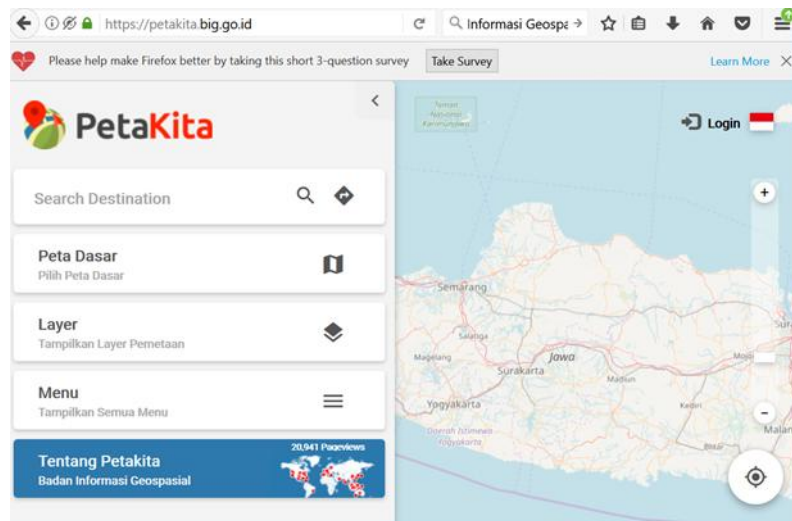 https://petakita.big.go.id
Informasi Geospa
Please help make Firefox better by taking this short 3-question survey
Take Survey
Learn More
PetaKita
Login
Search Destination
Peta Dasar
Pilih Peta Dasar
Layer
Tampilkan Layer Pemetaan
Menu
Tampilkan Semua Menu
Tentang Petakita
Badan Informasi Geospasial
20,941 Pageviews
Taman
Nasional
Semarang
Salatiga
Magelang
Jawa
Surakarta
Madiun
Yogyakarta
Kediri
Daerah Istimewa
Yogyakarta
Blitar
Malan
+
-